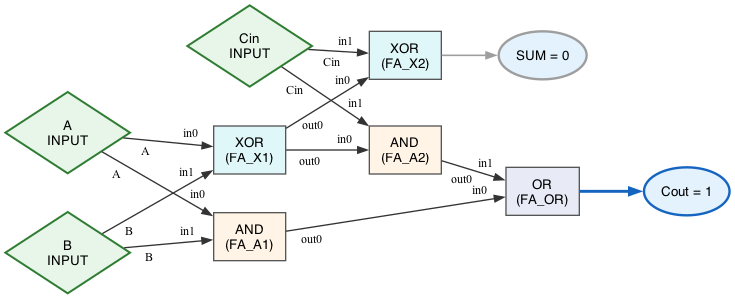 Cin
INPUT
in1
Cin
XOR
(FA_X2)
SUM = 0
in0
Cin
in1
A
INPUT
in0
A
XOR
(FA_X1)
out0
in0
out0
AND
(FA_A2)
in1
out0
A
in1
in0
in0
OR
(FA_OR)
Cout = 1
B
INPUT
B
in1
B
AND
(FA_A1)
out0